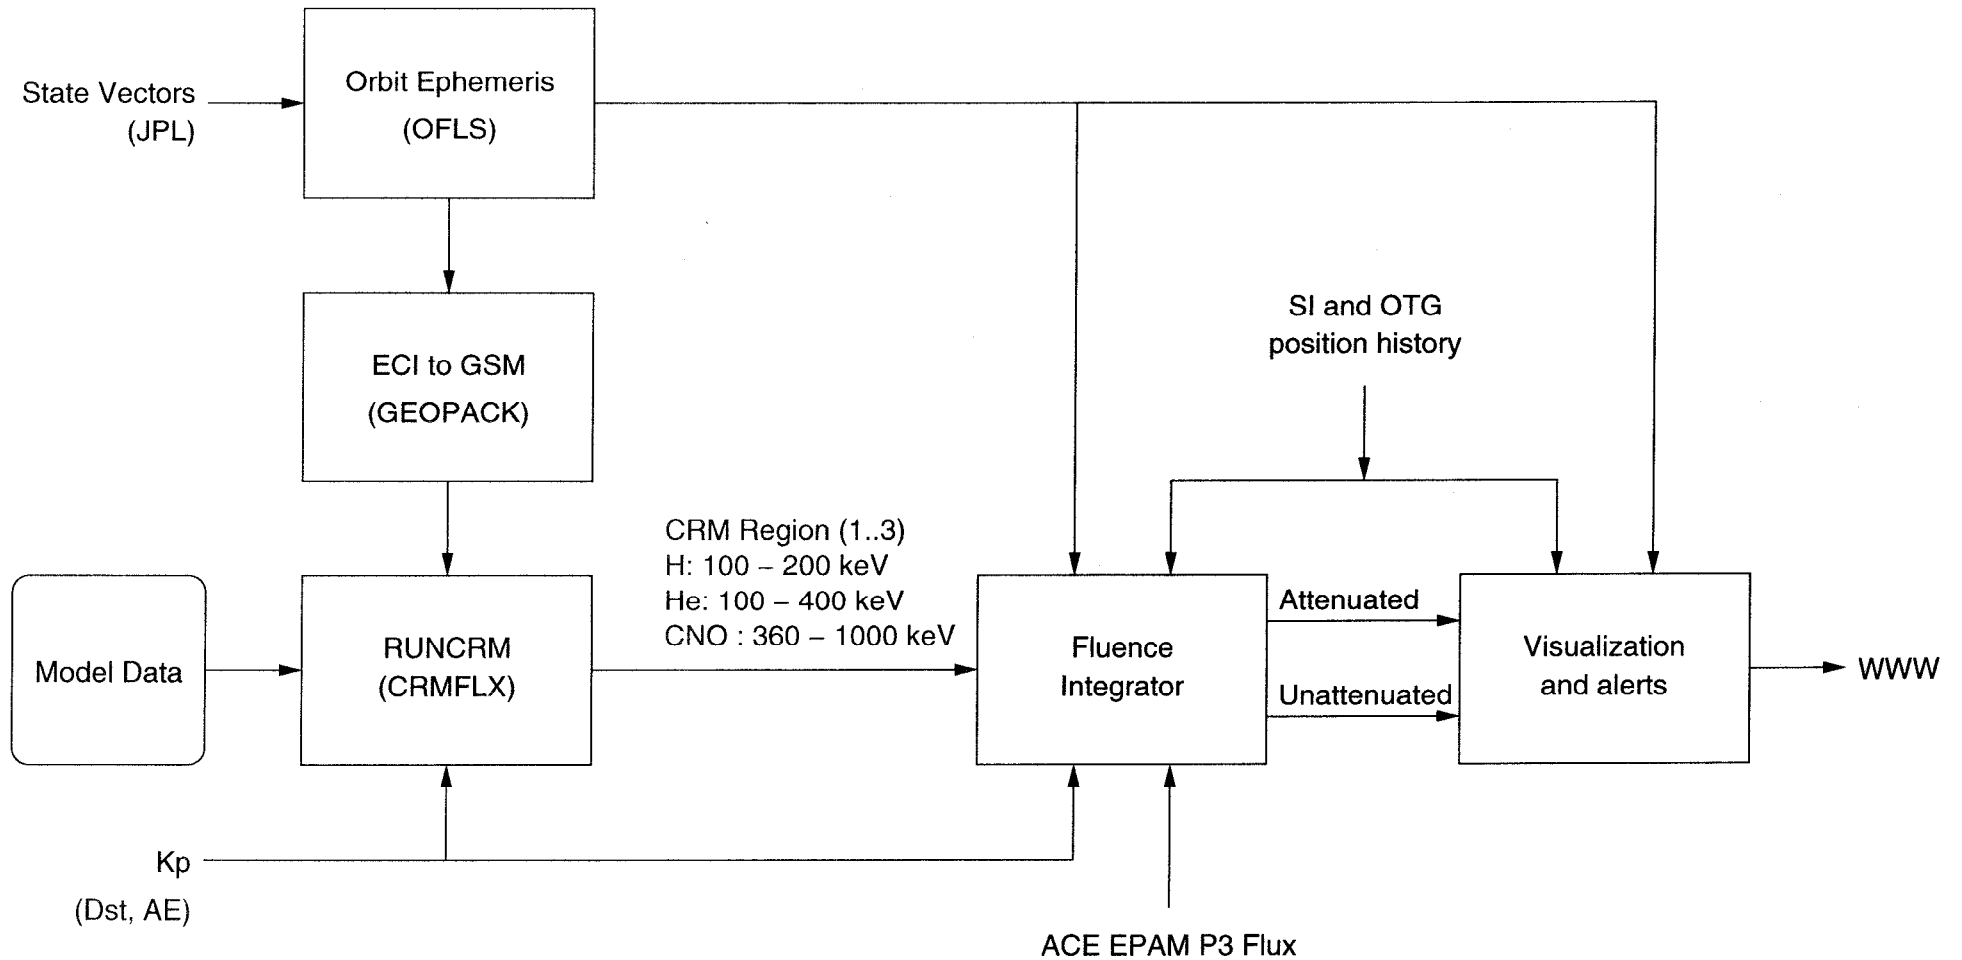 State Vectors
(JPL)
Orbit Ephemeris
(OFLS)
ECI to GSM
(GEOPACK)
SI and OTG
position history
CRM Region (1..3)
H: 100 – 200 keV
He: 100 – 400 keV
CNO : 360 – 1000 keV
Model Data
RUNCRM
(CRMFLX)
Fluence
Integrator
Attenuated
Unattenuated
Visualization
and alerts
WWW
Kp
(Dst, AE)
ACE EPAM P3 Flux